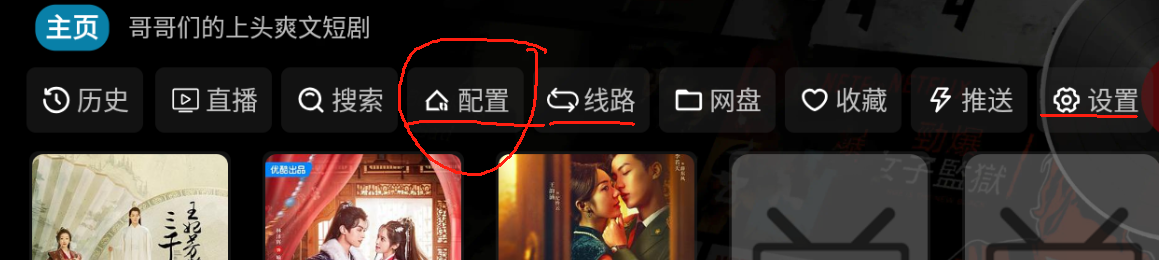 主页 哥哥们的上头爽文短剧
历史 直播 搜索 配置 线路 网盘 收藏 推送 设置
优酷出品